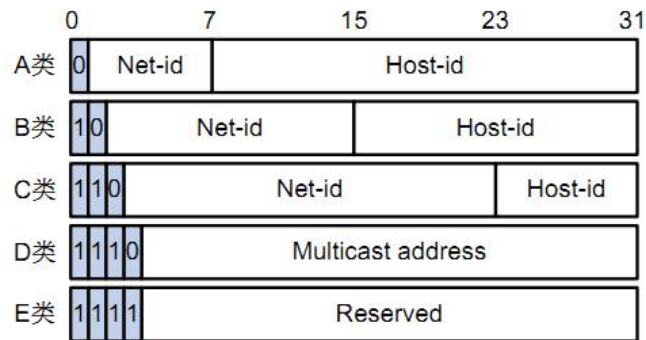 0 7 15 23 31
A类 0 Net-id Host-id
B类 1 0 Net-id Host-id
C类 1 1 0 Net-id Host-id
D类 1 1 1 0 Multicast address
E类 1 1 1 1 Reserved